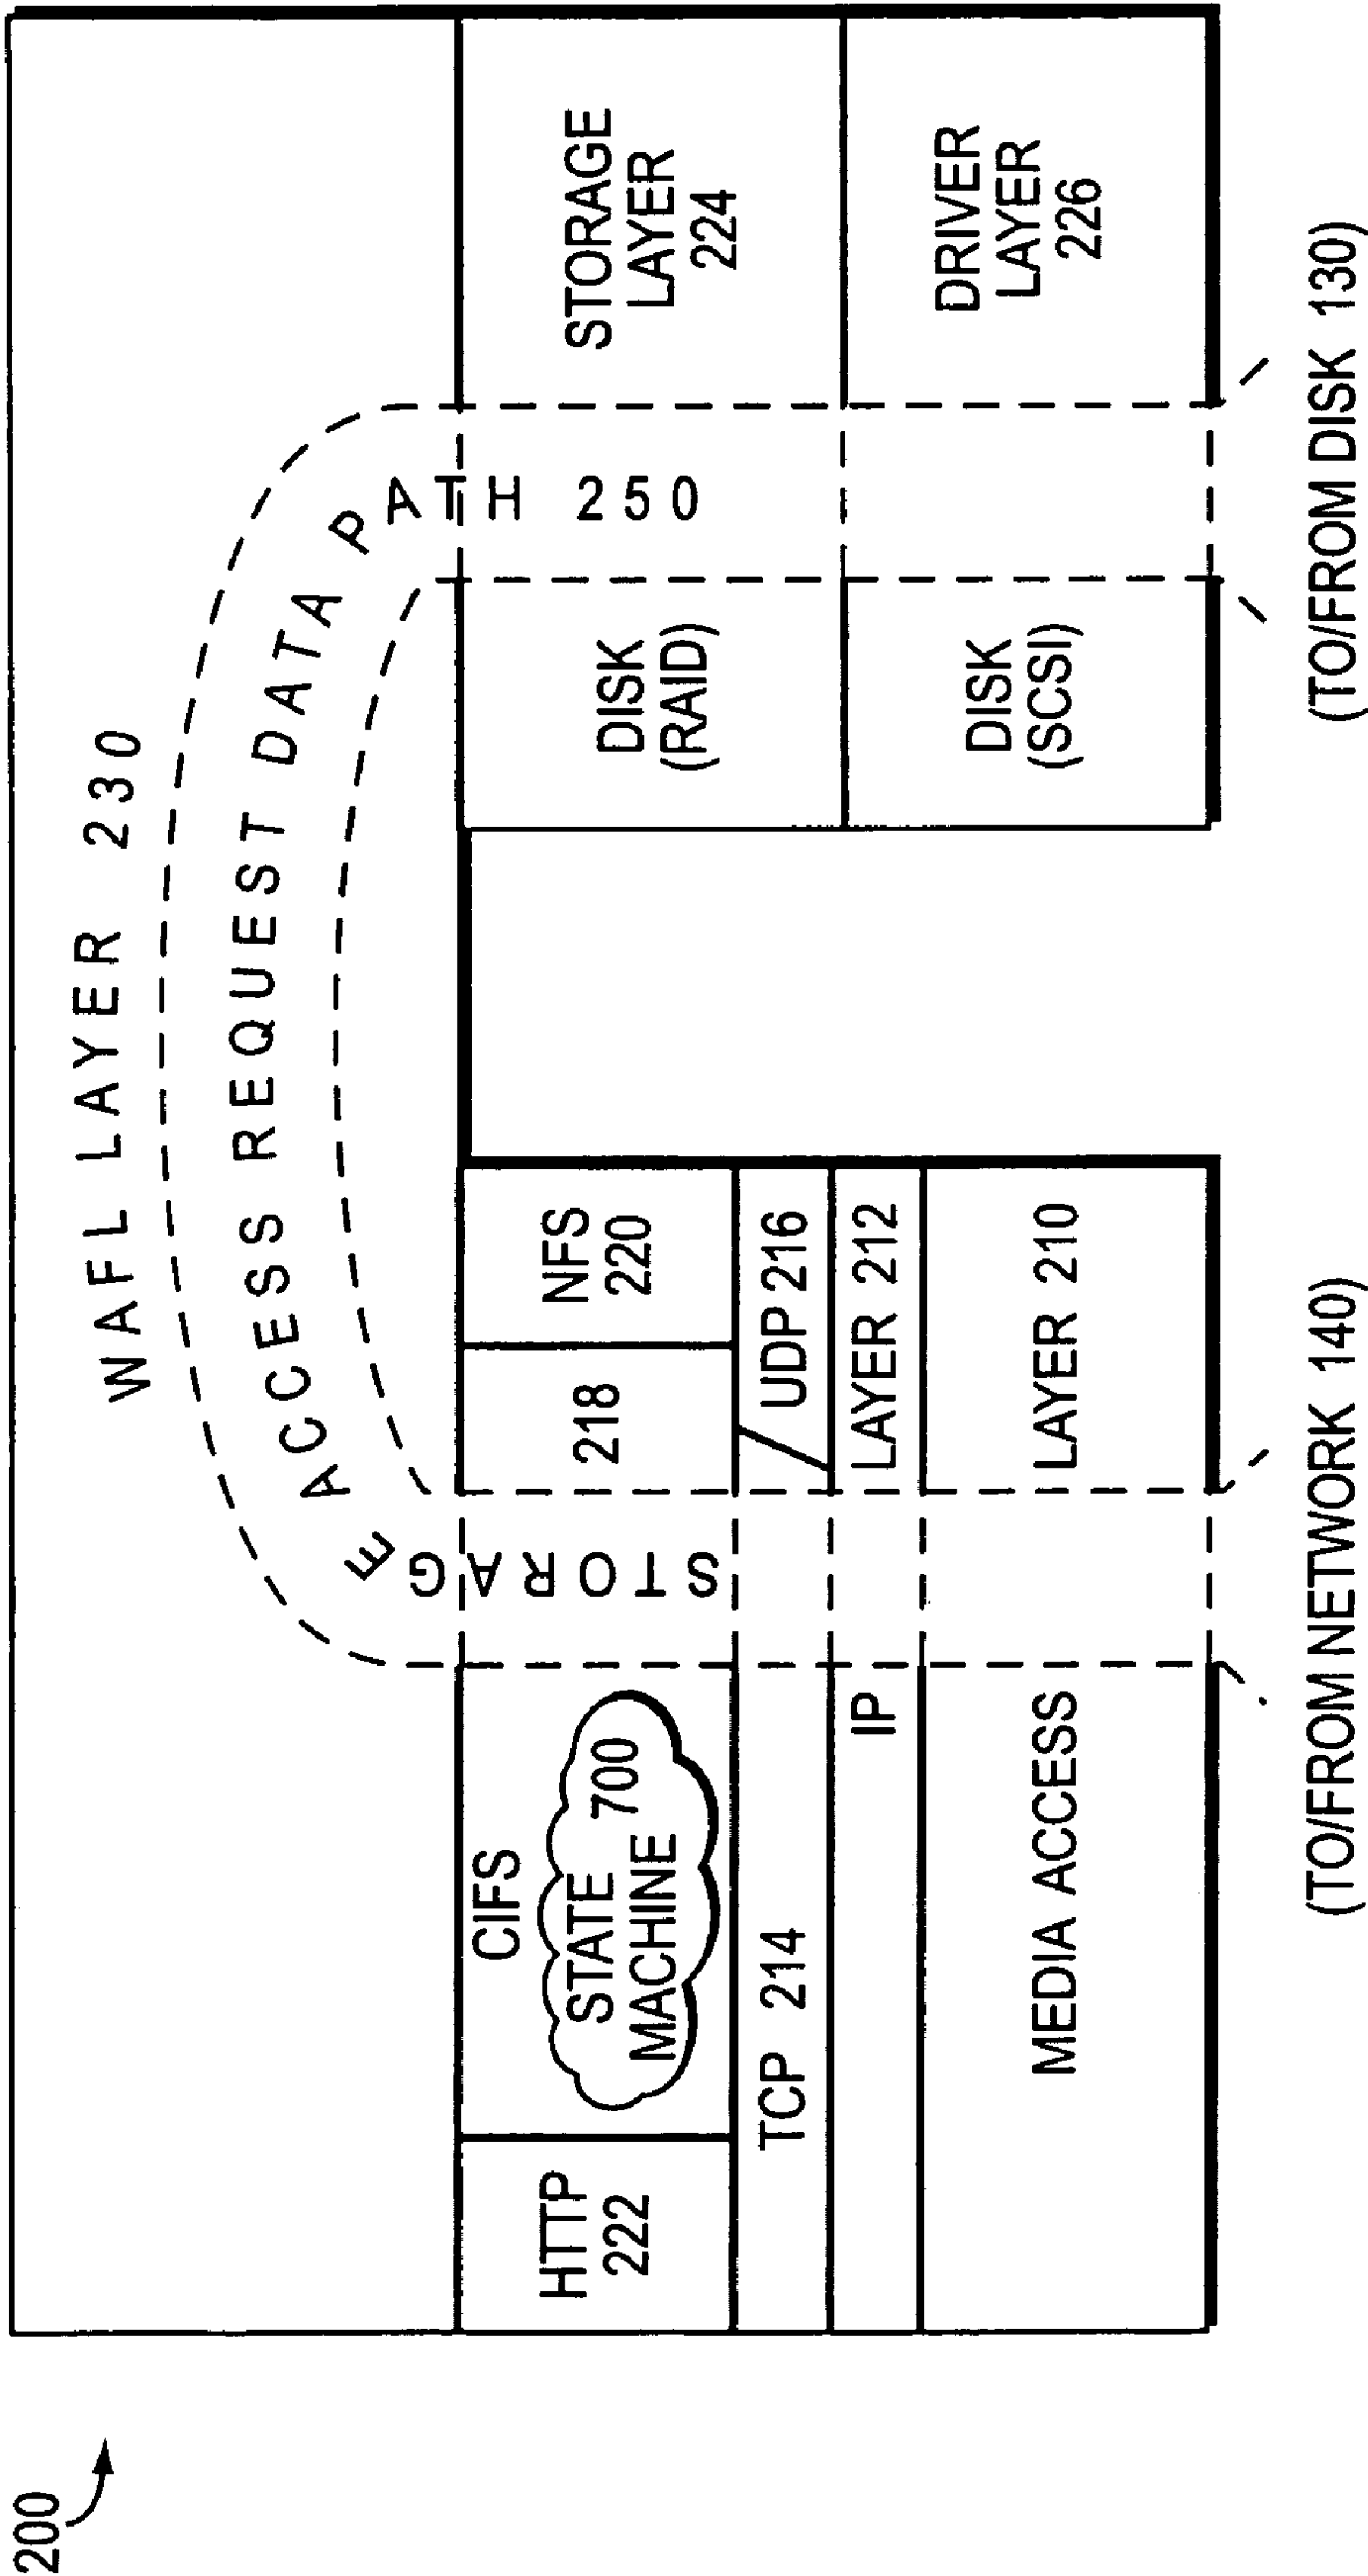 200
WAFL LAYER 230
STORAGE ACCESS REQUEST DATA PATH 250
HTTP
222
CIFS
STATE
MACHINE 700
218
NFS
220
TCP 214
UDP 216
IP
LAYER 212
MEDIA ACCESS
LAYER 210
DISK
(RAID)
STORAGE
LAYER
224
DISK
(SCSI)
DRIVER
LAYER
226
(TO/FROM NETWORK 140)
(TO/FROM DISK 130)